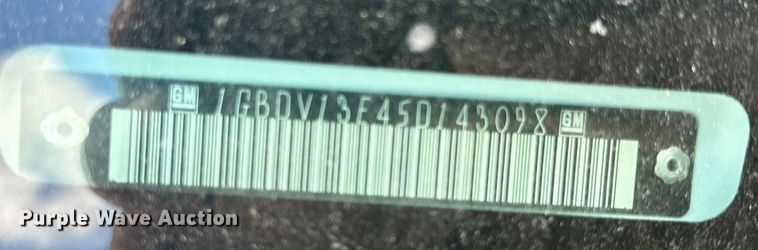 GM 1GBDV13E45D143098 GM
Purple Wave Auction